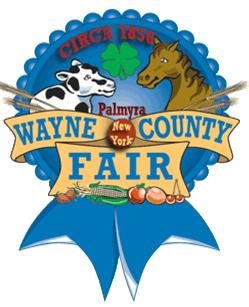 CIRCA 1856
Palmyra
WAYNE New York COUNTY
FAIR